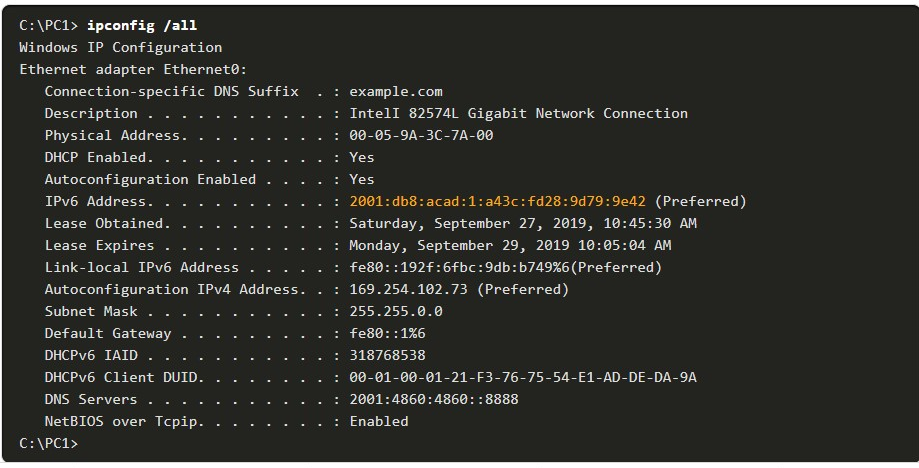 C:\PC1> ipconfig /all
Windows IP Configuration
Ethernet adapter Ethernet0:
   Connection-specific DNS Suffix  . : example.com
   Description . . . . . . . . . . . : IntelI 82574L Gigabit Network Connection
   Physical Address. . . . . . . . . : 00-05-9A-3C-7A-00
   DHCP Enabled. . . . . . . . . . . : Yes
   Autoconfiguration Enabled . . . . : Yes
   IPv6 Address. . . . . . . . . . . : 2001:db8:acad:1:a43c:fd28:9d79:9e42 (Preferred)
   Lease Obtained. . . . . . . . . . : Saturday, September 27, 2019, 10:45:30 AM
   Lease Expires . . . . . . . . . . : Monday, September 29, 2019 10:05:04 AM
   Link-local IPv6 Address . . . . . : fe80::192f:6fbc:9db:b749%6(Preferred)
   Autoconfiguration IPv4 Address. . : 169.254.102.73 (Preferred)
   Subnet Mask . . . . . . . . . . . : 255.255.0.0
   Default Gateway . . . . . . . . . : fe80::1%6
   DHCPv6 IAID . . . . . . . . . . . : 318768538
   DHCPv6 Client DUID. . . . . . . . : 00-01-00-01-21-F3-76-75-54-E1-AD-DE-DA-9A
   DNS Servers . . . . . . . . . . . : 2001:4860:4860::8888
   NetBIOS over Tcpip. . . . . . . . : Enabled
C:\PC1>